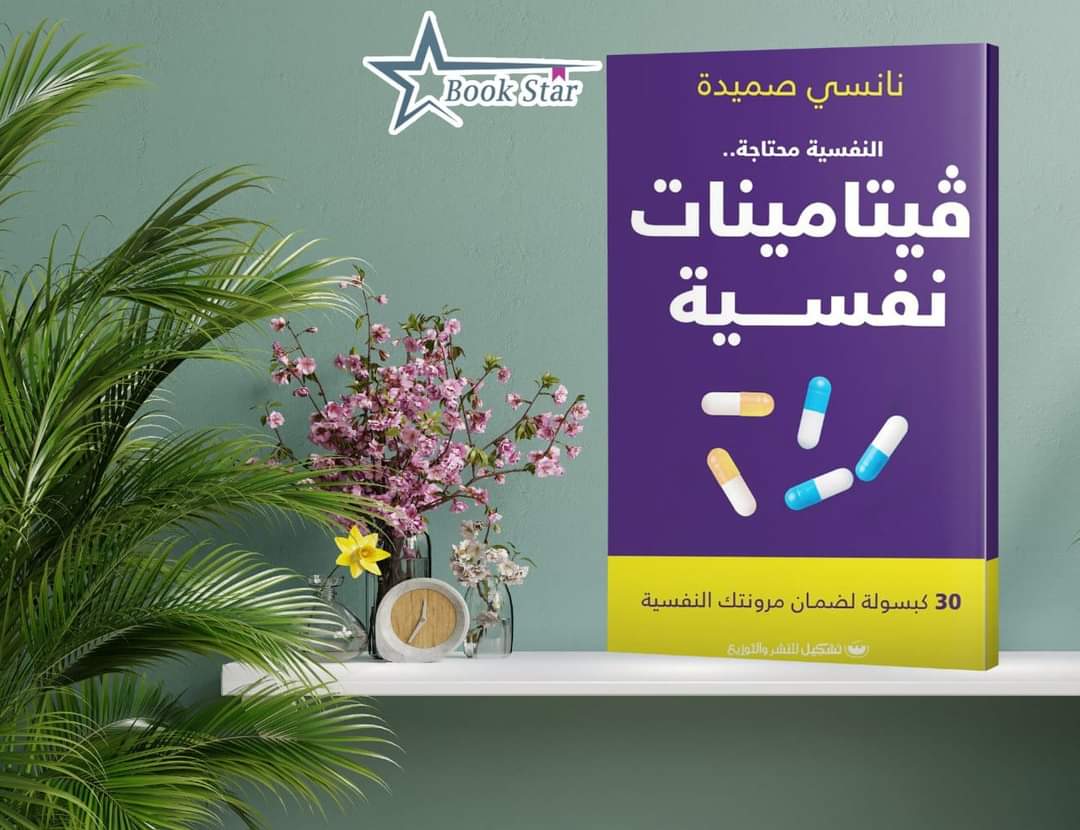 Book Star
نانسي صميدة
النفسية محتاجة..
ڤيتامينات
نفسية
30 كبسولة لضمان مرونتك النفسية
تشكيل للنشر والتوزيع